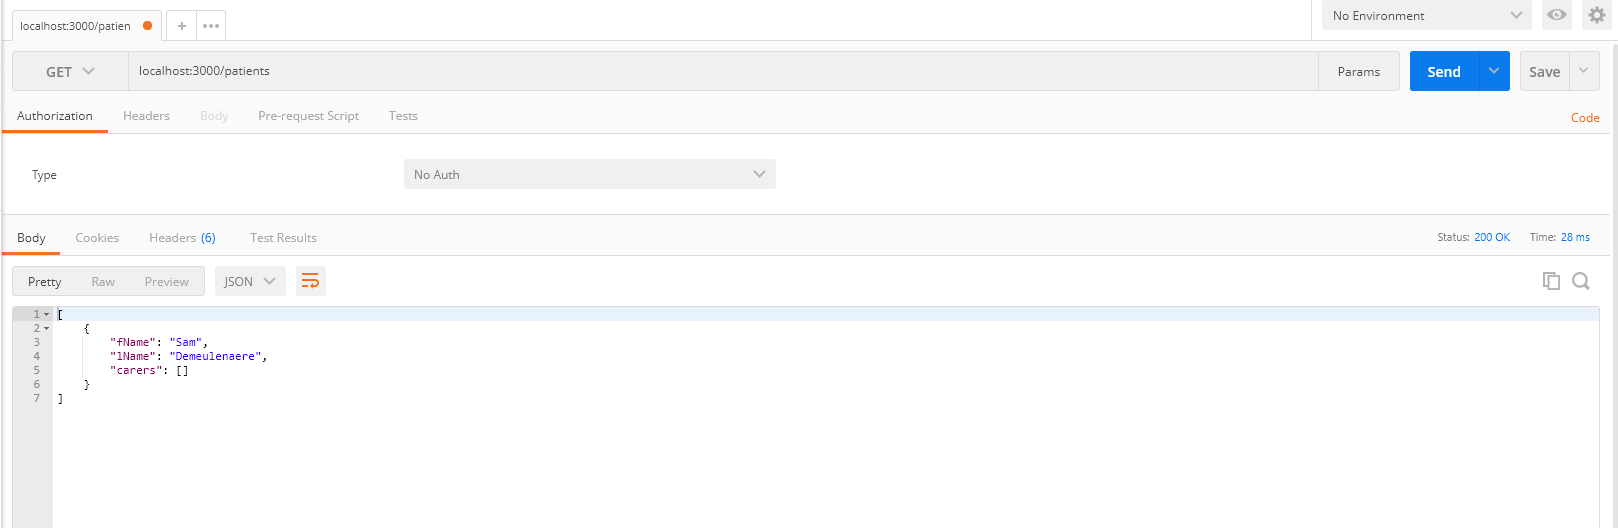 localhost:3000/patien + ••• No Environment
GET localhost:3000/patients Params Send Save
Authorization Headers Body Pre-request Script Tests Code
Type No Auth
Body Cookies Headers (6) Test Results Status: 200 OK Time: 28 ms
Pretty Raw Preview JSON
1 [
2 {
3 "fName": "Sam",
4 "lName": "Demeulenaere",
5 "carers": []
6 }
7 ]